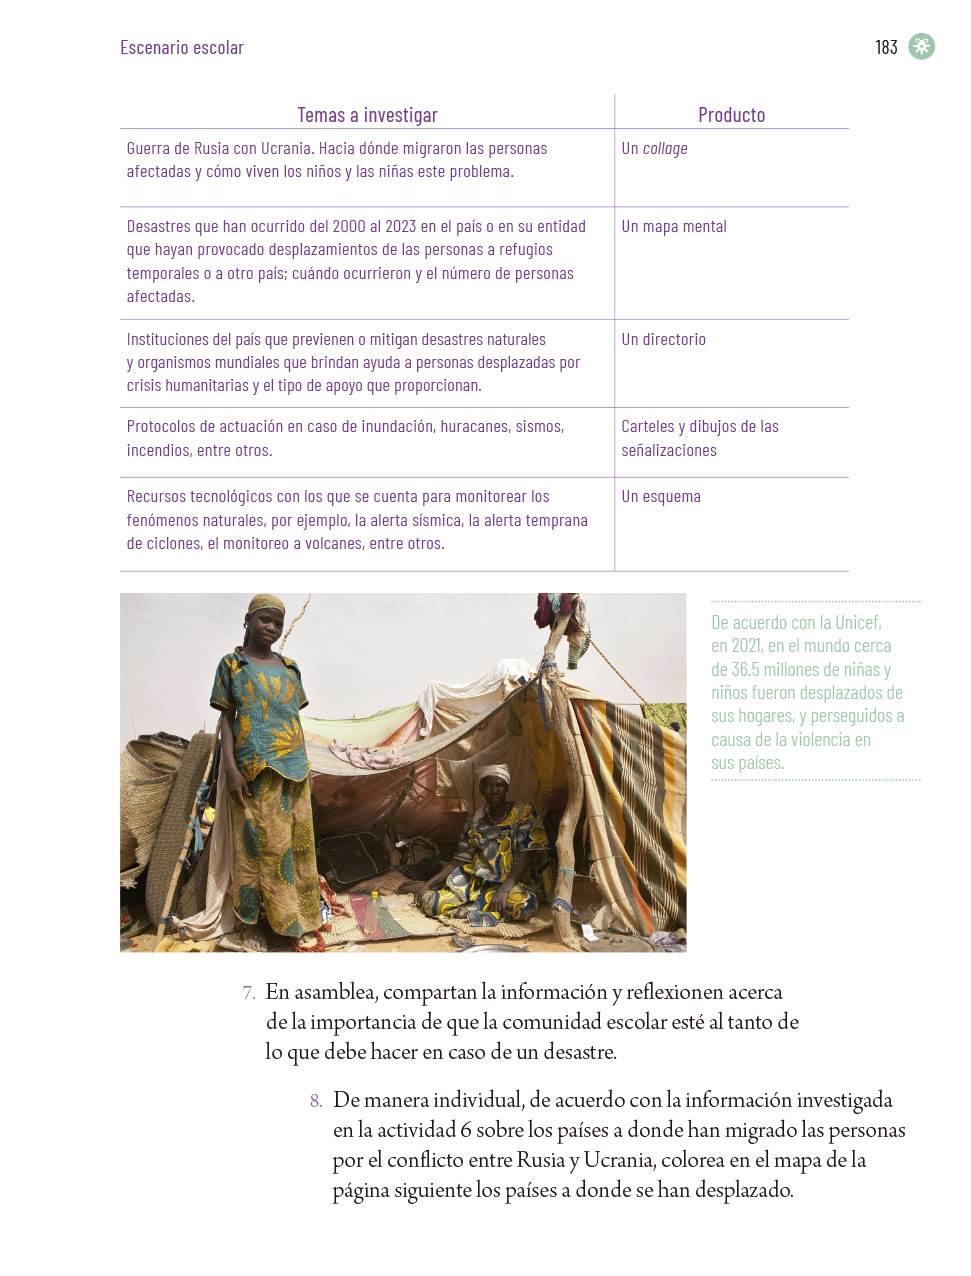 Escenario escolar
183
Temas a investigar
Producto
Guerra de Rusia con Ucrania. Hacia dónde migraron las personas
afectadas y cómo viven los niños y las niñas este problema.
Un collage
Desastres que han ocurrido del 2000 al 2023 en el país o en su entidad
que hayan provocado desplazamientos de las personas a refugios
temporales o a otro país; cuándo ocurrieron y el número de personas
afectadas.
Un mapa mental
Instituciones del país que previenen o mitigan desastres naturales
y organismos mundiales que brindan ayuda a personas desplazadas por
crisis humanitarias y el tipo de apoyo que proporcionan.
Un directorio
Protocolos de actuación en caso de inundación, huracanes, sismos,
incendios, entre otros.
Carteles y dibujos de las
señalizaciones
Recursos tecnológicos con los que se cuenta para monitorear los
fenómenos naturales, por ejemplo, la alerta sísmica, la alerta temprana
de ciclones, el monitoreo a volcanes, entre otros.
Un esquema
De acuerdo con la Unicef,
en 2021, en el mundo cerca
de 36.5 millones de niñas y
niños fueron desplazados de
sus hogares, y perseguidos a
causa de la violencia en
sus países.
7. En asamblea, compartan la información y reflexionen acerca
de la importancia de que la comunidad escolar esté al tanto de
lo que debe hacer en caso de un desastre.
8. De manera individual, de acuerdo con la información investigada
en la actividad 6 sobre los países a donde han migrado las personas
por el conflicto entre Rusia y Ucrania, colorea en el mapa de la
página siguiente los países a donde se han desplazado.